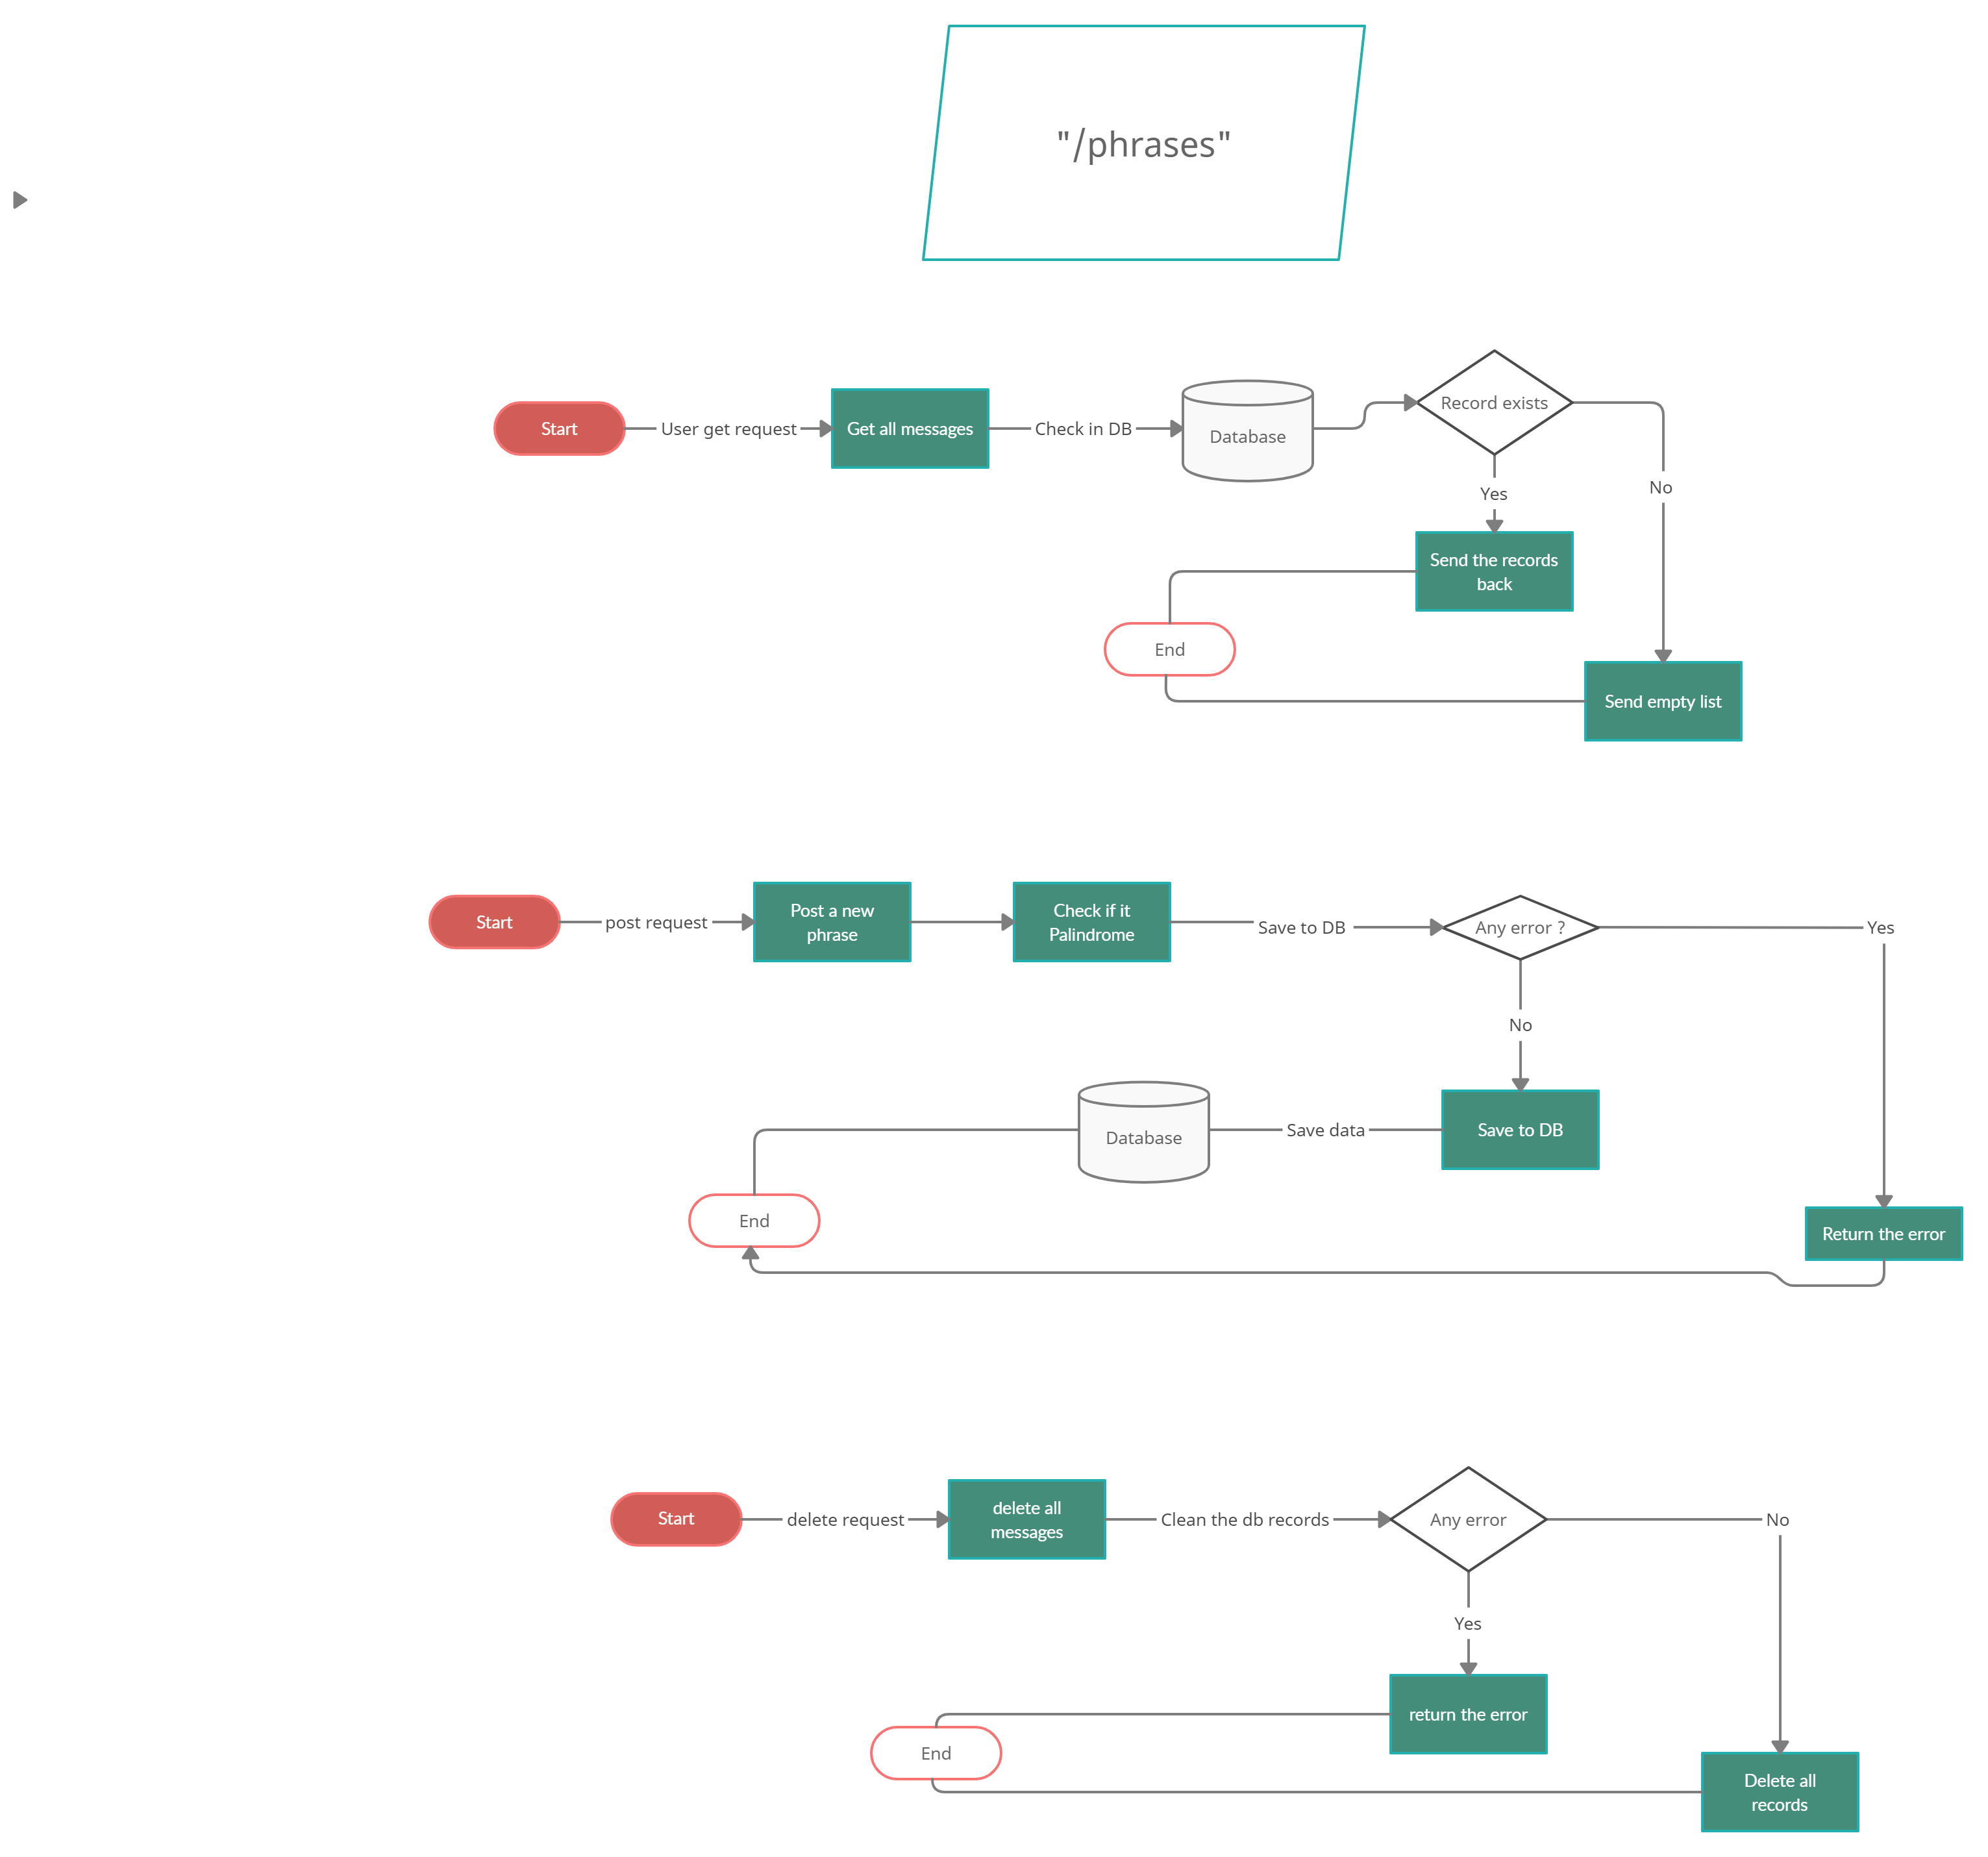 "/phrases"
Start
User get request
Get all messages
Check in DB
Database
Record exists
Yes
No
Send the records
back
End
Send empty list
Start
post request
Post a new
phrase
Check if it
Palindrome
Save to DB
Any error ?
Yes
No
Database
Save data
Save to DB
End
Return the error
Start
delete request
delete all
messages
Clean the db records
Any error
No
Yes
return the error
End
Delete all
records